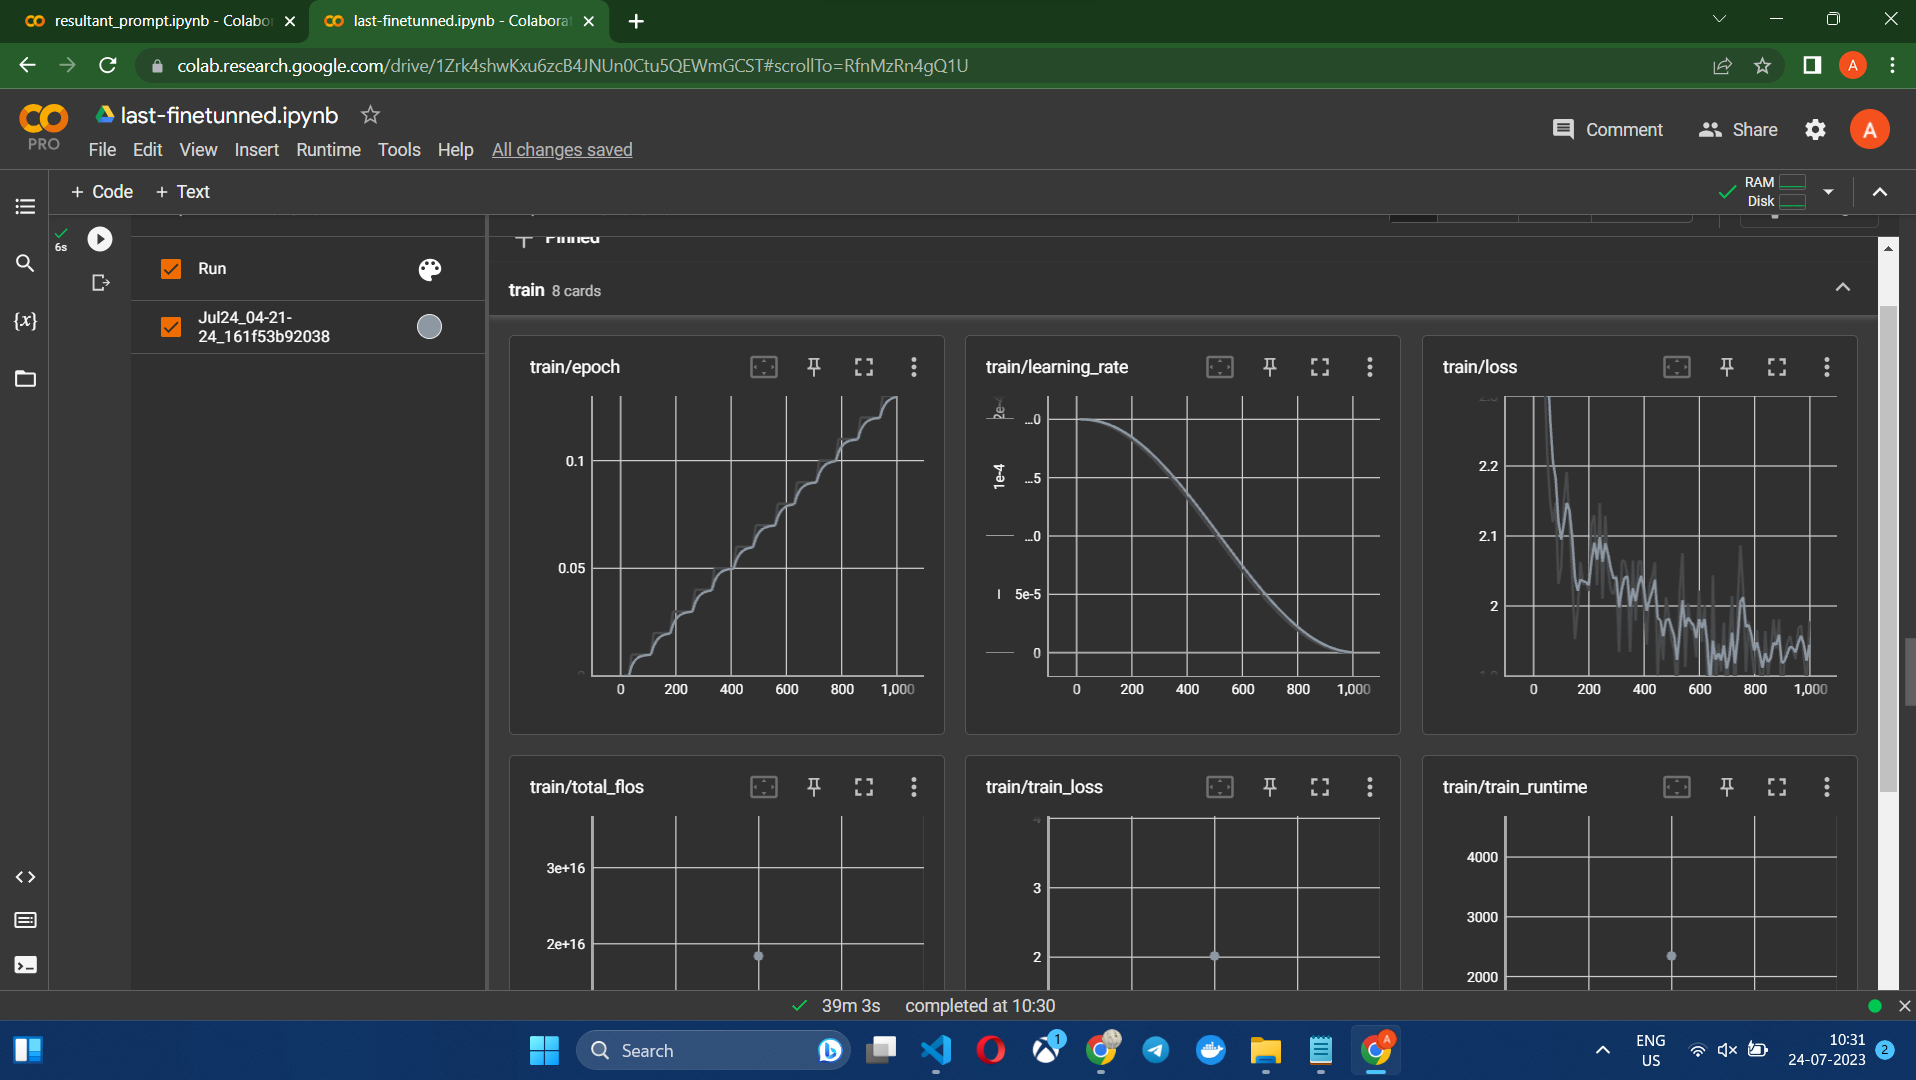 resultant_prompt.ipynb - Colabor
last-finetunned.ipynb - Colaborat
colab.research.google.com/drive/1Zrk4shwKxu6zcB4JNUn0Ctu5QEWmGCST#scrollTo=RfnMzRn4gQ1U
A
PRO
last-finetunned.ipynb
File Edit View Insert Runtime Tools Help All changes saved
Comment Share A
+ Code + Text
RAM
Disk
6s
{x}
Run
Jul24_04-21-
24_161f53b92038
Pinned
train 8 cards
train/epoch
0.1
0.05
0 200 400 600 800 1,000
train/learning_rate
2e-
1e-4
...0
...5
...0
5e-5
0
0 200 400 600 800 1,000
train/loss
2.2
2.1
2
0 200 400 600 800 1,000
train/total_flos
3e+16
2e+16
train/train_loss
4
3
2
train/train_runtime
4000
3000
2000
39m 3s completed at 10:30
Search
1
A
ENG
US
10:31
24-07-2023
2